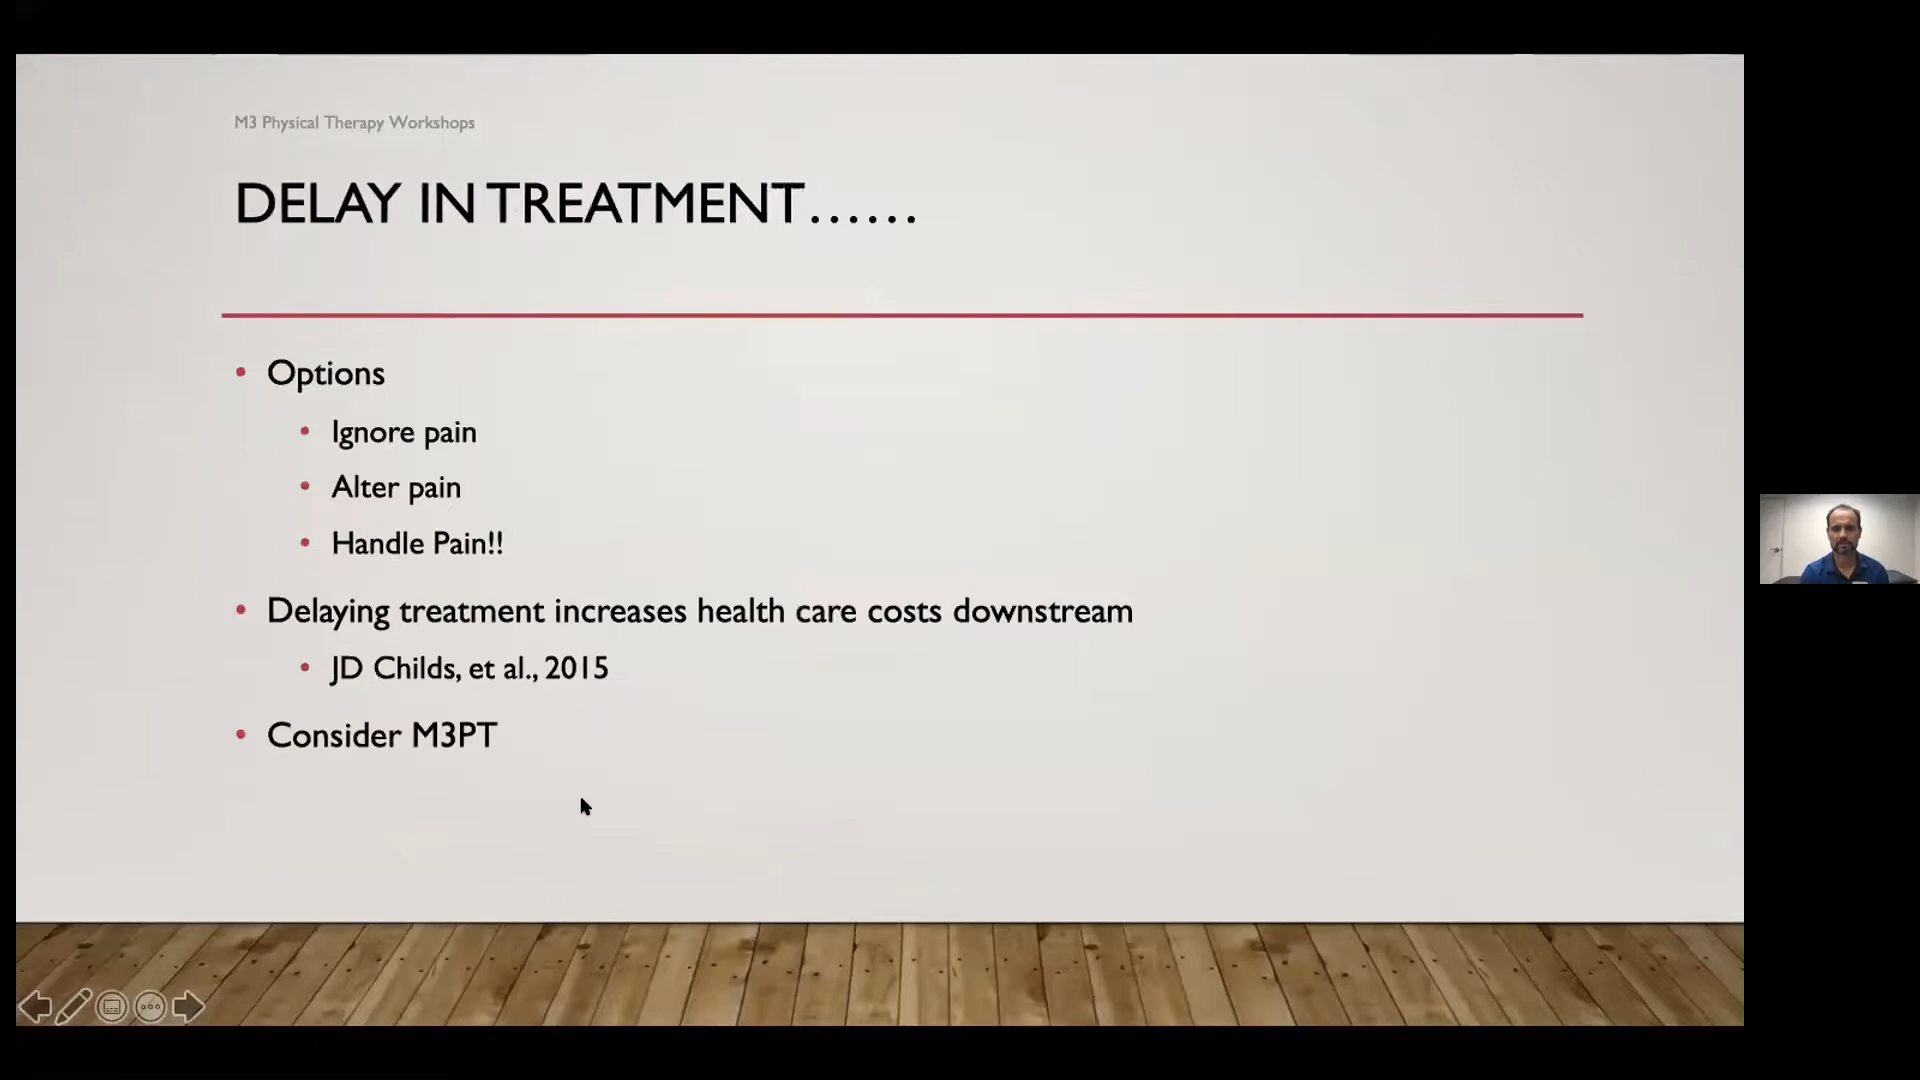 M3 Physical Therapy Workshops
DELAY IN TREATMENT......
• Options
• Ignore pain
• Alter pain
• Handle Pain!!
• Delaying treatment increases health care costs downstream
• JD Childs, et al., 2015
• Consider M3PT